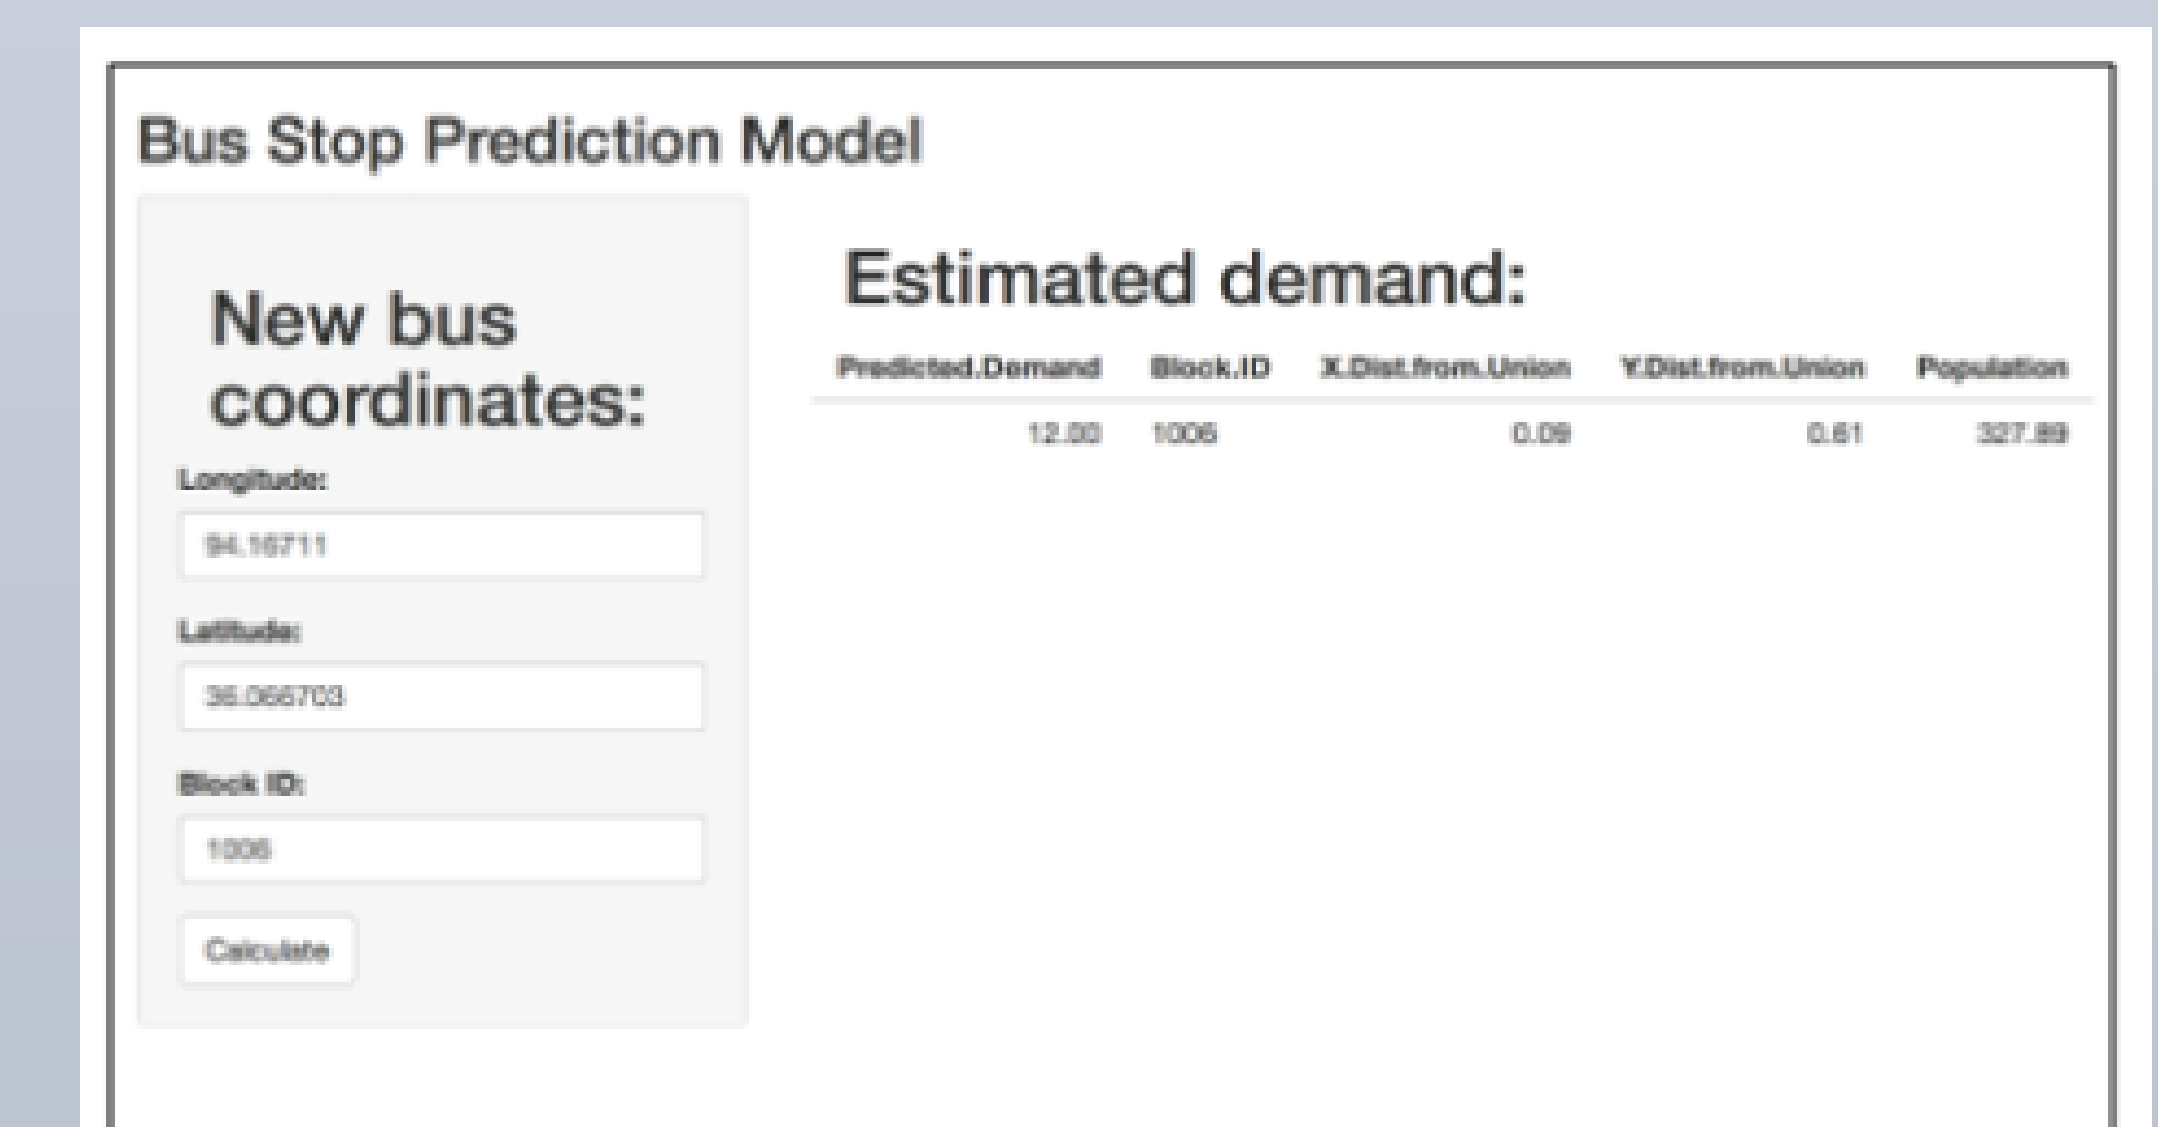 Bus Stop Prediction Model
New bus
coordinates:
Longitude:
94.16711
Latitude:
36.066703
Block ID:
1006
Calculate
Estimated demand:
Predicted.Demand Block.ID X.Dist.from.Union Y.Dist.from.Union Population
12.00 1006 0.09 0.61 327.89